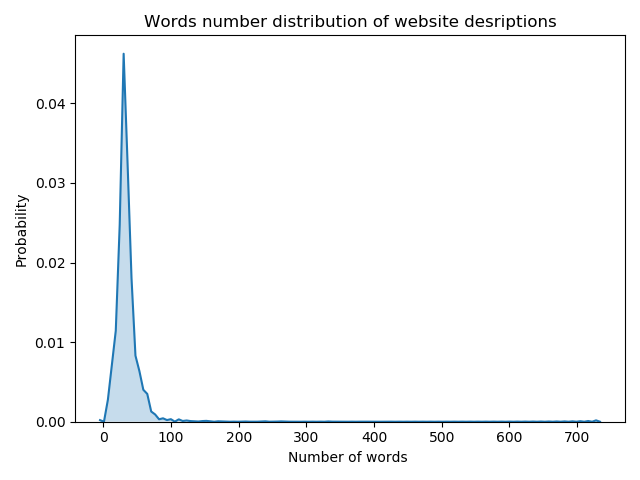 Words number distribution of website desriptions
Probability
0.04
0.03
0.02
0.01
0.00
0 100 200 300 400 500 600 700
Number of words